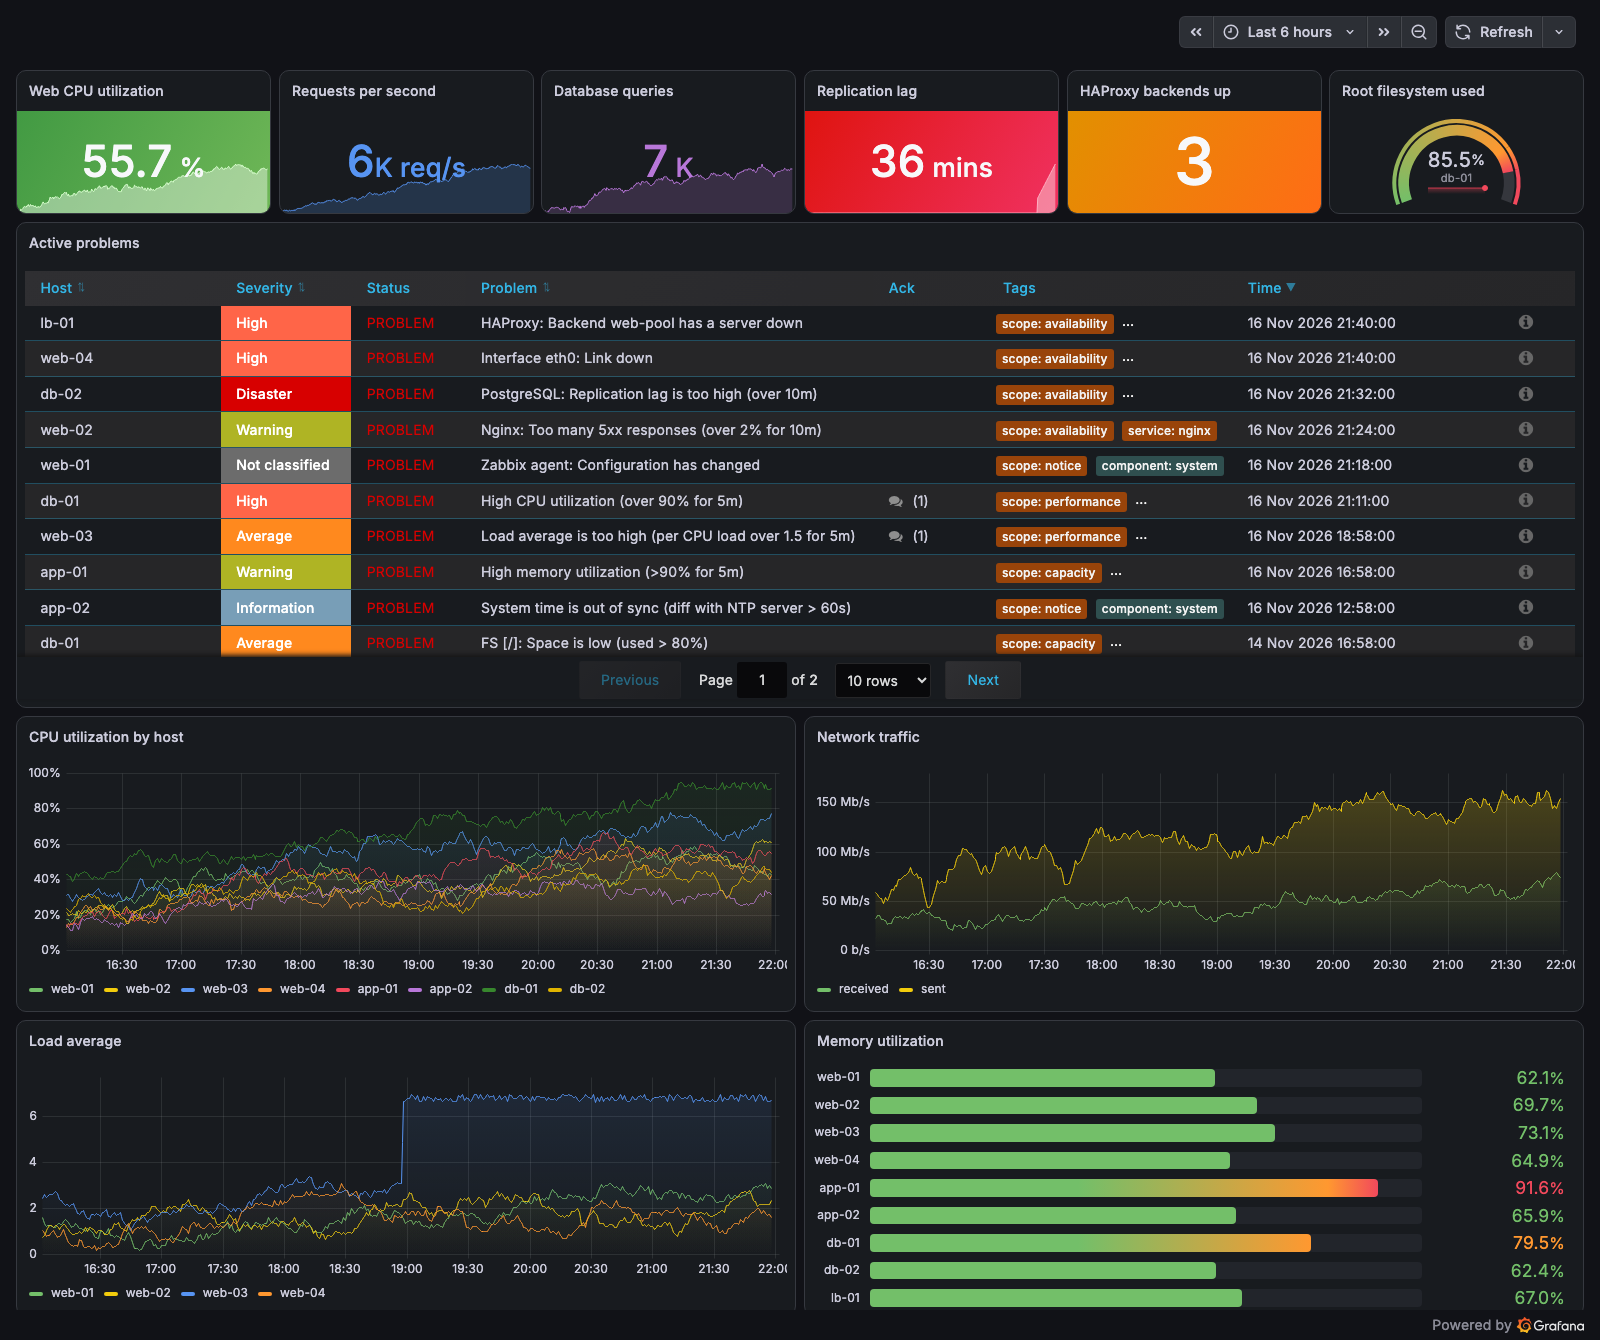 Last 6 hours
Refresh
Web CPU utilization
55.7 %
Requests per second
6K req/s
Database queries
7 K
Replication lag
36 mins
HAProxy backends up
3
Root filesystem used
85.5%
db-01
Active problems
Host Severity Status Problem Ack Tags Time
lb-01 High PROBLEM HAProxy: Backend web-pool has a server down scope: availability ... 16 Nov 2026 21:40:00
web-04 High PROBLEM Interface eth0: Link down scope: availability ... 16 Nov 2026 21:40:00
db-02 Disaster PROBLEM PostgreSQL: Replication lag is too high (over 10m) scope: availability ... 16 Nov 2026 21:32:00
web-02 Warning PROBLEM Nginx: Too many 5xx responses (over 2% for 10m) scope: availability service: nginx 16 Nov 2026 21:24:00
web-01 Not classified PROBLEM Zabbix agent: Configuration has changed scope: notice component: system 16 Nov 2026 21:18:00
db-01 High PROBLEM High CPU utilization (over 90% for 5m) (1) scope: performance ... 16 Nov 2026 21:11:00
web-03 Average PROBLEM Load average is too high (per CPU load over 1.5 for 5m) (1) scope: performance ... 16 Nov 2026 18:58:00
app-01 Warning PROBLEM High memory utilization (>90% for 5m) scope: capacity ... 16 Nov 2026 16:58:00
app-02 Information PROBLEM System time is out of sync (diff with NTP server > 60s) scope: notice component: system 16 Nov 2026 12:58:00
db-01 Average PROBLEM FS [/]: Space is low (used > 80%) scope: capacity ... 14 Nov 2026 16:58:00
Previous Page 1 of 2 10 rows Next
CPU utilization by host
100%
80%
60%
40%
20%
0%
16:30 17:00 17:30 18:00 18:30 19:00 19:30 20:00 20:30 21:00 21:30 22:00
web-01 web-02 web-03 web-04 app-01 app-02 db-01 db-02
Network traffic
150 Mb/s
100 Mb/s
50 Mb/s
0 b/s
16:30 17:00 17:30 18:00 18:30 19:00 19:30 20:00 20:30 21:00 21:30 22:00
received sent
Load average
6
4
2
0
16:30 17:00 17:30 18:00 18:30 19:00 19:30 20:00 20:30 21:00 21:30 22:00
web-01 web-02 web-03 web-04
Memory utilization
web-01 62.1%
web-02 69.7%
web-03 73.1%
web-04 64.9%
app-01 91.6%
app-02 65.9%
db-01 79.5%
db-02 62.4%
lb-01 67.0%
Powered by Grafana